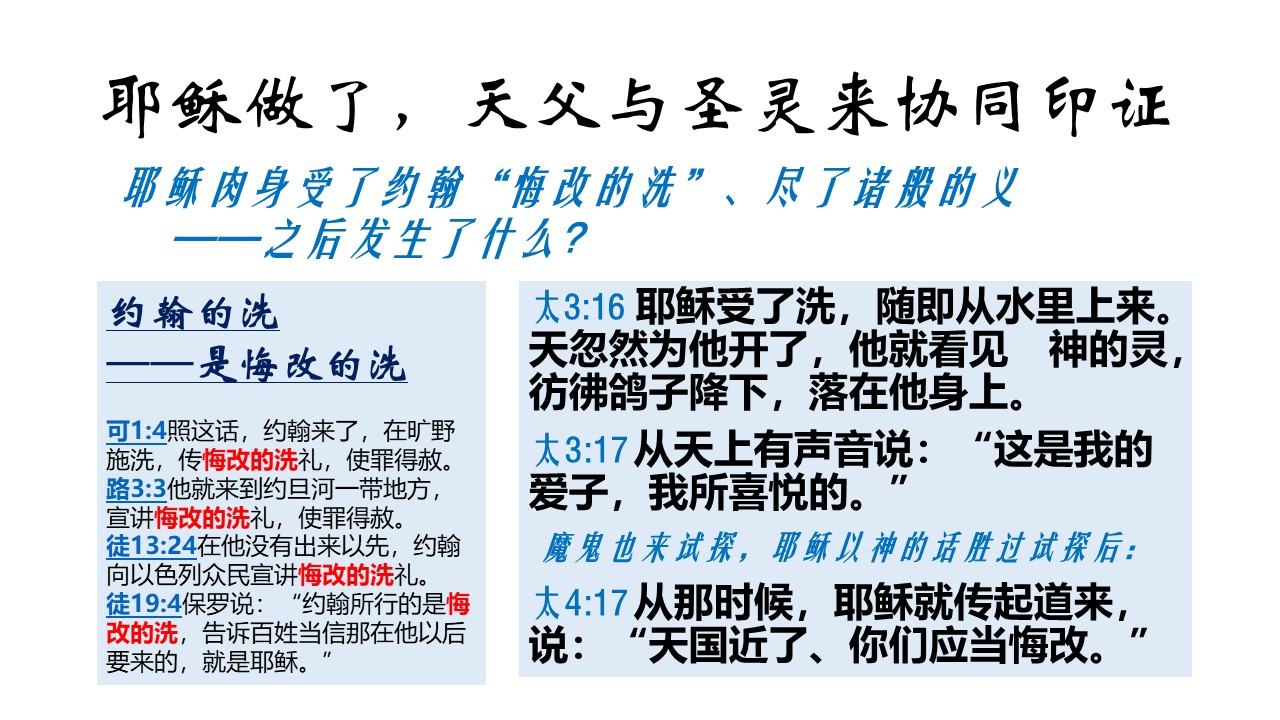 耶稣做了，天父与圣灵来协同印证
耶稣肉身受了约翰“悔改的洗”、尽了诸般的义
——之后发生了什么？
约翰的洗
——是悔改的洗
可1:4照这话，约翰来了，在旷野
施洗，传悔改的洗礼，使罪得赦。
路3:3他就来到约旦河一带地方，
宣讲悔改的洗礼，使罪得赦。
徒13:24在他没有出来以先，约翰
向以色列众民宣讲悔改的洗礼。
徒19:4保罗说：“约翰所行的是悔
改的洗，告诉百姓当信那在他以后
要来的，就是耶稣。”
太3:16 耶稣受了洗，随即从水里上来。
天忽然为他开了，他就看见　神的灵，
彷彿鸽子降下，落在他身上。
太3:17 从天上有声音说：“这是我的
爱子，我所喜悦的。”
魔鬼也来试探，耶稣以神的话胜过试探后：
太4:17 从那时候，耶稣就传起道来，
说：“天国近了、你们应当悔改。”